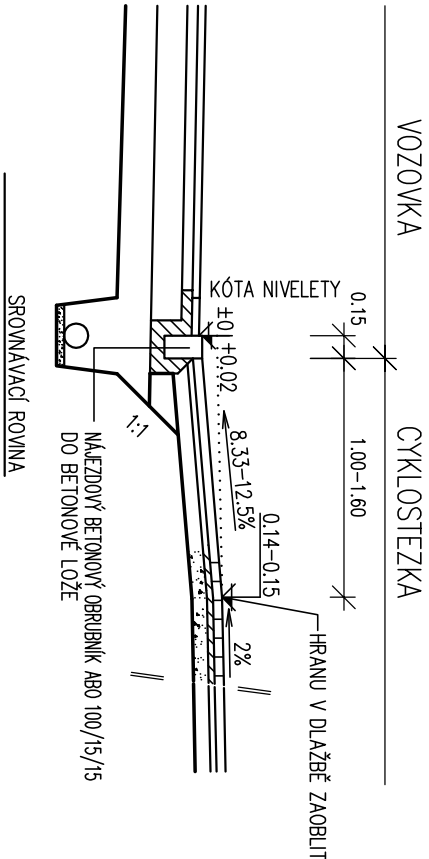 VOZOVKA
CYKLOSTEZKA
0.15
1.00-1.60
HRANU V DLAŽBĚ ZAOBLIT
KÓTA NIVELETY
±0
+0.02
0.14-0.15
8.33-12.5%
2%
1:1
NÁJEZDOVÝ BETONOVÝ OBRUBNÍK ABO 100/15/15
DO BETONOVÉ LOŽE
SROVNÁVACÍ ROVINA